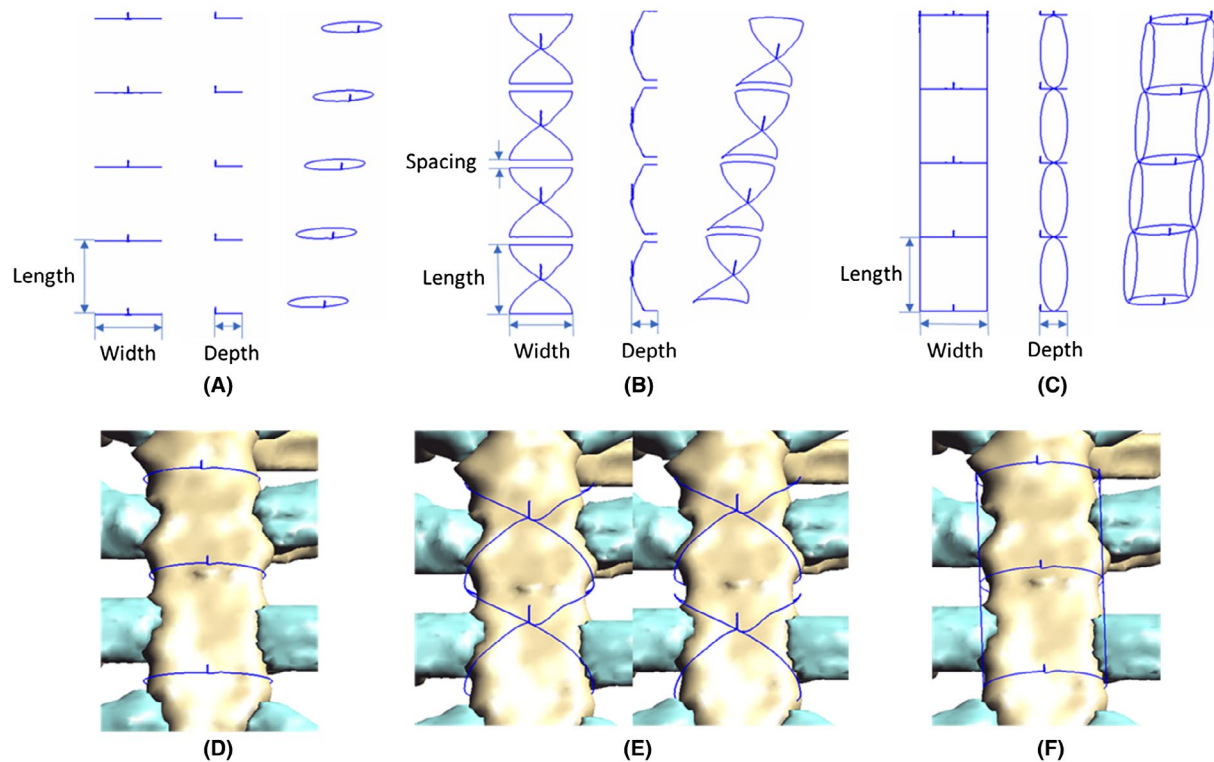 Length
Width
Depth
(A)
Spacing
Length
Width
Depth
(B)
Length
Width
Depth
(C)
(D)
(E)
(F)